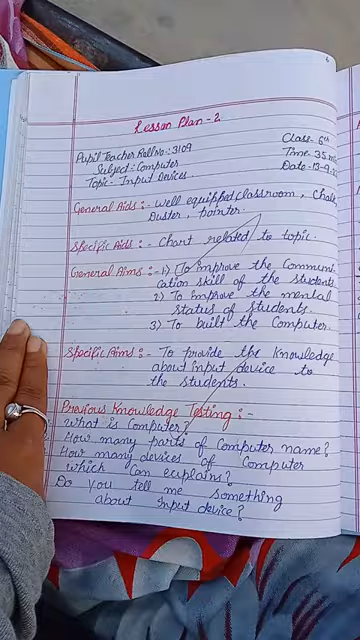 6
Lesson Plan - 2
Pupil Teacher Roll No:- 3109
Class- 6th
Subject:- Computer
Time- 35 min
Topic- Input Devices
Date- 13-9-
General Aids:- well equipped classroom, Chalk
Duster, pointer.
Specific Aids:- Chart related to topic.
General Aims:- 1) To improve the Communi-
cation skill of the students
2) To improve the mental
status of students.
3) To built the Computer
Specific Aims:- To provide the knowledge
about input device to
the students.
Previous Knowledge Testing:-
What is Computer?
How many parts of Computer name?
How many devices of Computer
which Can explains?
Do you tell me something
about input device?